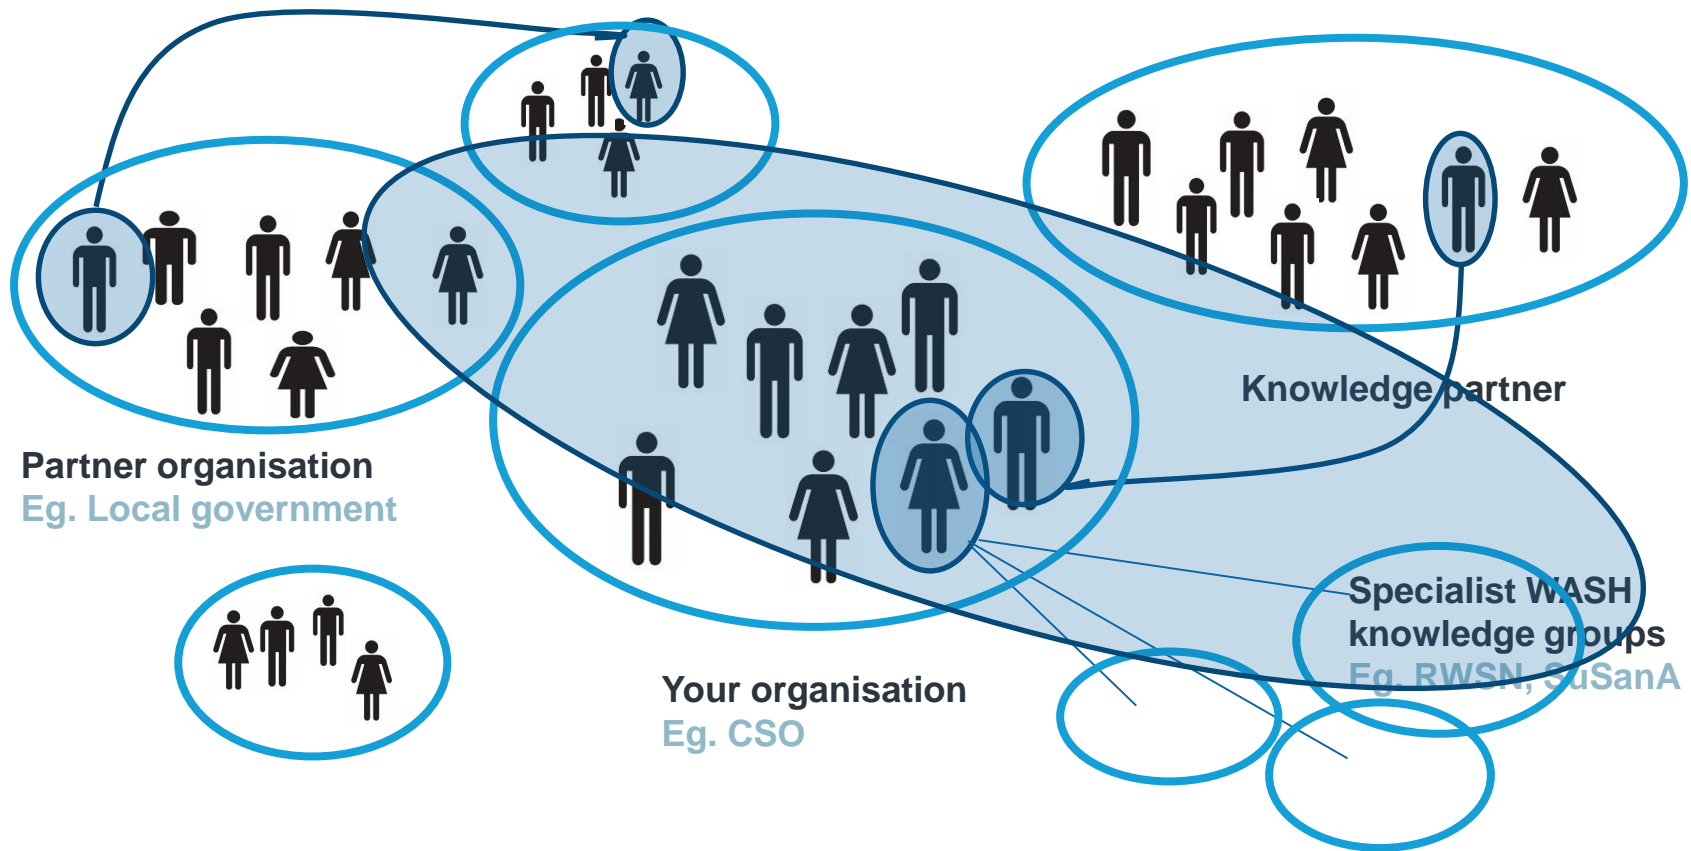 Knowledge partner
Partner organisation
Eg. Local government
Specialist WASH
knowledge groups
Eg. RWSN, SuSanA
Your organisation
Eg. CSO